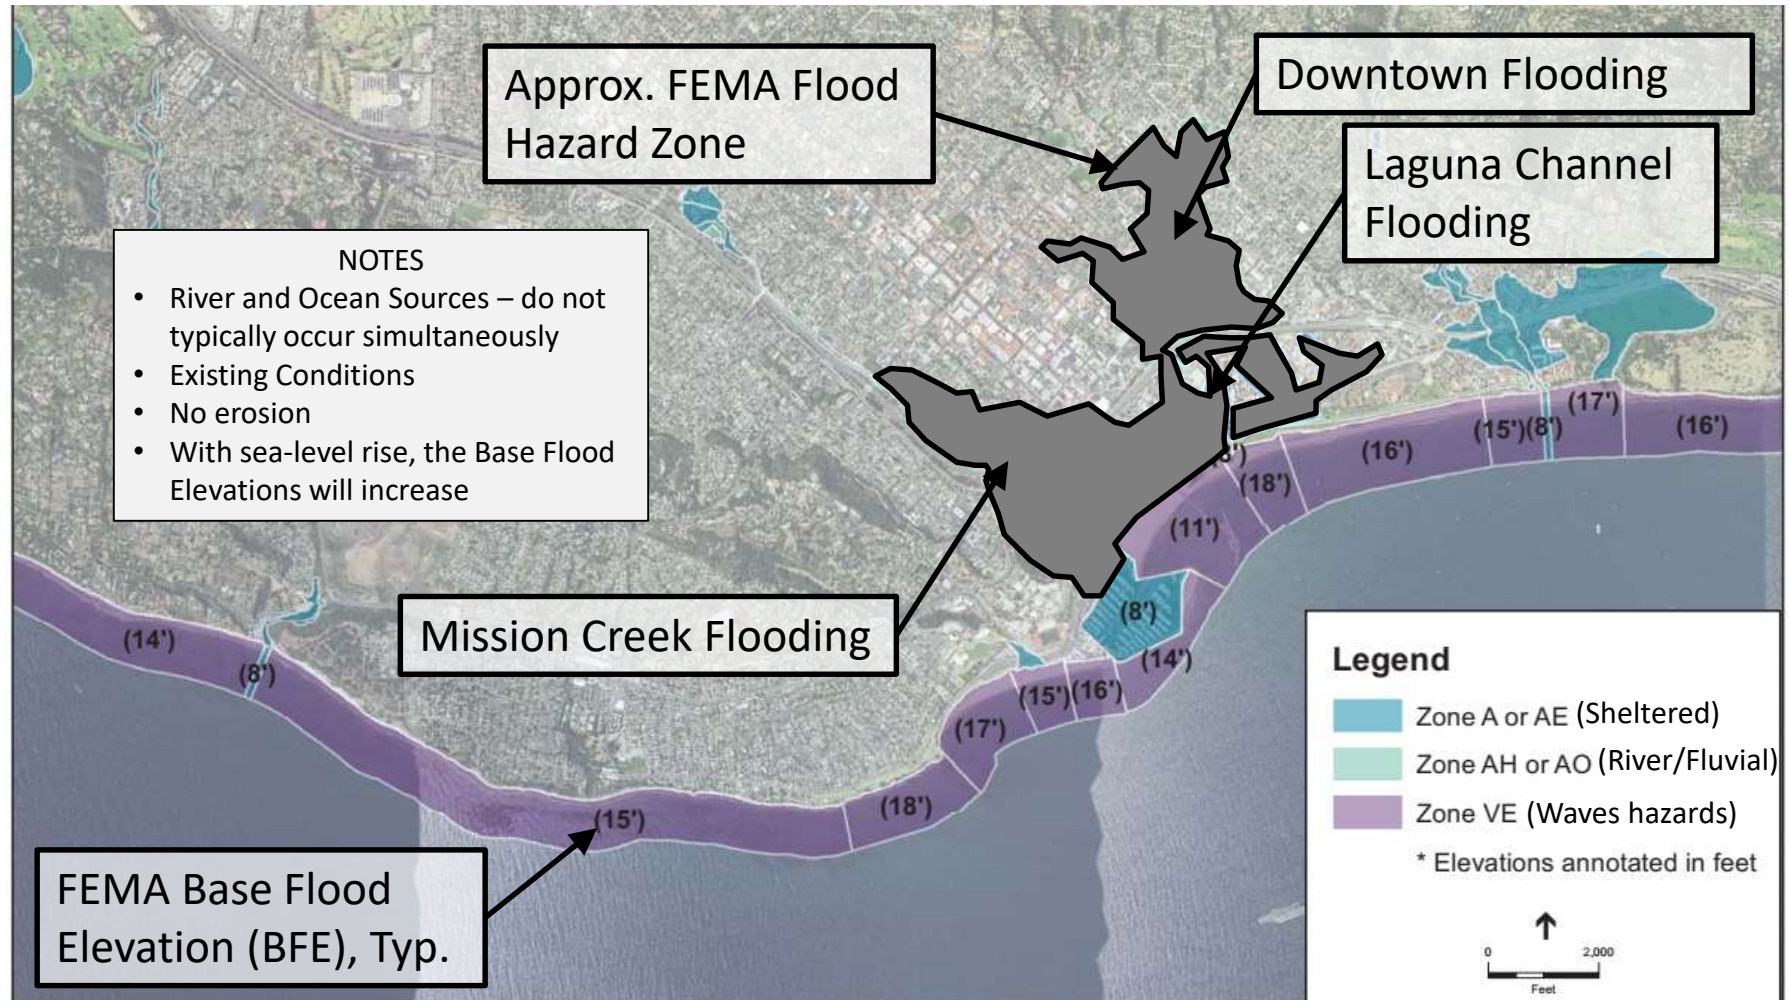 Approx. FEMA Flood
Hazard Zone
Downtown Flooding
Laguna Channel
Flooding
NOTES
• River and Ocean Sources – do not
typically occur simultaneously
• Existing Conditions
• No erosion
• With sea-level rise, the Base Flood
Elevations will increase
Mission Creek Flooding
FEMA Base Flood
Elevation (BFE), Typ.
(14')
(8')
(15')
(18')
(17')
(15')
(16')
(14')
(8')
(11')
(18')
(16')
(15')
(8')
(17')
(16')
Legend
Zone A or AE (Sheltered)
Zone AH or AO (River/Fluvial)
Zone VE (Waves hazards)
* Elevations annotated in feet
0 2,000
Feet